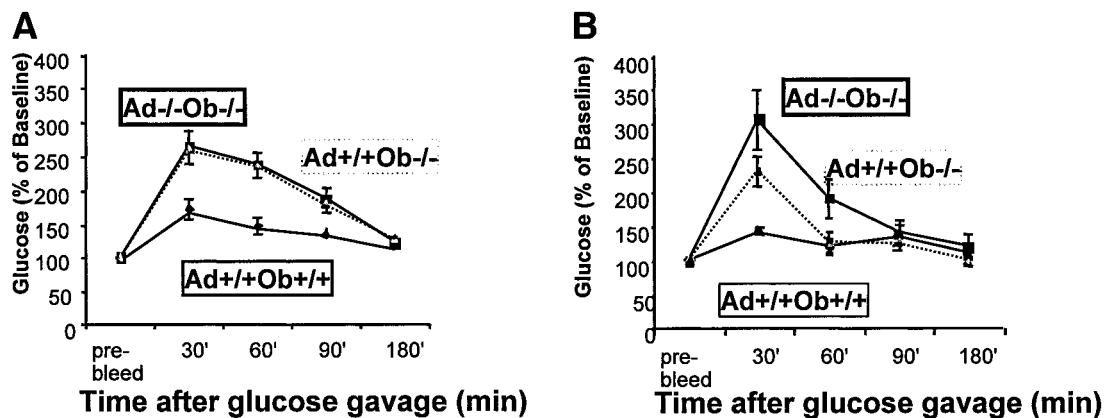 A
Glucose (% of Baseline)
400
350
300
250
200
150
100
50
0
Ad-/-Ob-/-
Ad+/+Ob-/-
Ad+/+Ob+/+
pre-
bleed
30'
60'
90'
180'
Time after glucose gavage (min)
B
Glucose (% of Baseline)
400
350
300
250
200
150
100
50
0
Ad-/-Ob-/-
Ad+/+Ob-/-
Ad+/+Ob+/+
pre-
bleed
30'
60'
90'
180'
Time after glucose gavage (min)